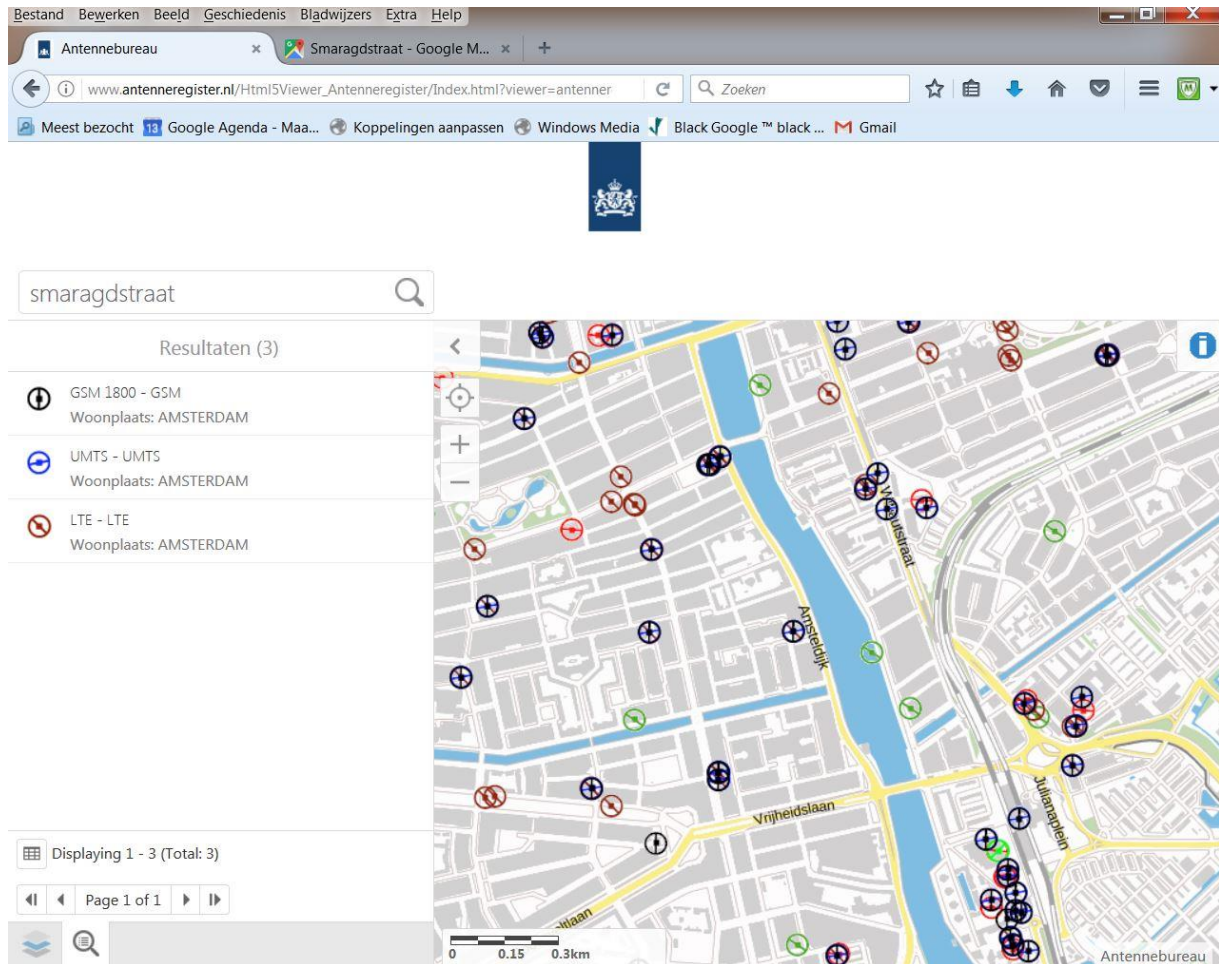 Bestand Bewerken Beeld Geschiedenis Bladwijzers Extra Help
Antennebureau
Smaragdstraat - Google M...
www.antenneregister.nl/Html5Viewer_Antenneregister/Index.html?viewer=antenner
Zoeken
Meest bezocht 13 Google Agenda - Maa... Koppelingen aanpassen Windows Media Black Google ™ black ... Gmail
smaragdstraat
Resultaten (3)
GSM 1800 - GSM
Woonplaats: AMSTERDAM
UMTS - UMTS
Woonplaats: AMSTERDAM
LTE - LTE
Woonplaats: AMSTERDAM
Displaying 1 - 3 (Total: 3)
Page 1 of 1
Amsteldijk
Julianaplein
Vrijheidslaan
0 0.15 0.3km
Antennebureau